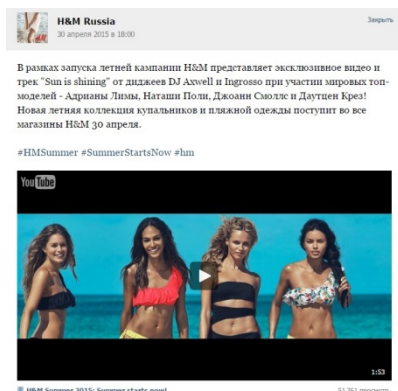 H&M Russia
Закрыть
30 апреля 2015 в 18:00
В рамках запуска летней кампании H&M представляет эксклюзивное видео и
трек "Sun is shining" от диджеев DJ Axwell и Ingrosso при участии мировых топ-
моделей - Адрианы Лимы, Наташи Поли, Джоанн Смоллс и Даутцен Крез!
Новая летняя коллекция купальников и пляжной одежды поступит во все
магазины H&M 30 апреля.
#HMSummer #SummerStartsNow #hm
YouTube
1:53
H&M Summer 2015: Summer starts now!